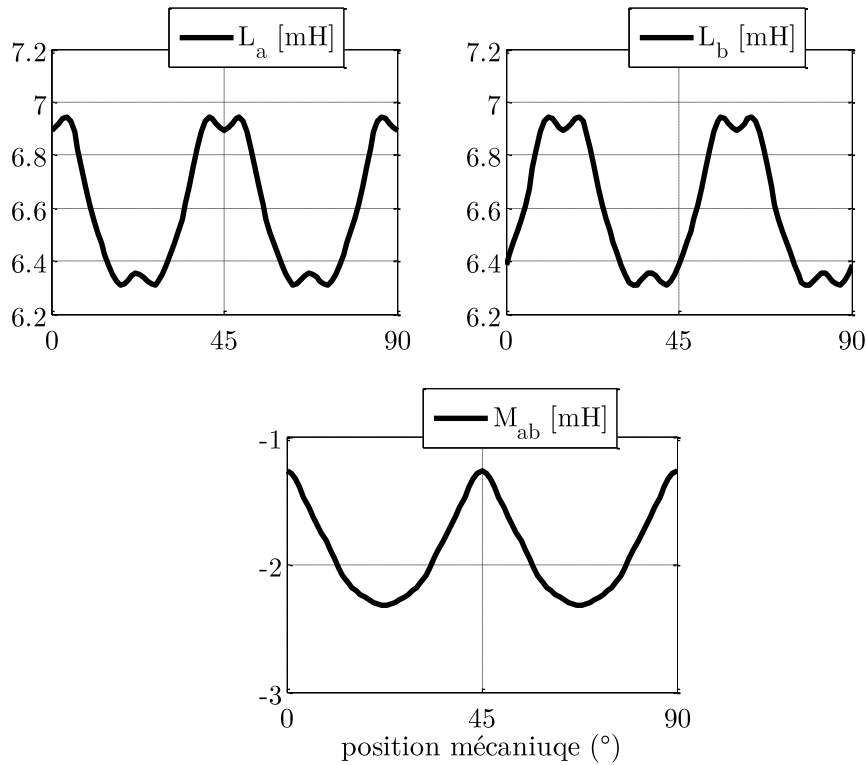 L_a [mH]
7.2
7
6.8
6.6
6.4
6.2
0 45 90
L_b [mH]
7.2
7
6.8
6.6
6.4
6.2
0 45 90
M_ab [mH]
-1
-2
-3
0 45 90
position mécaniuqe (°)